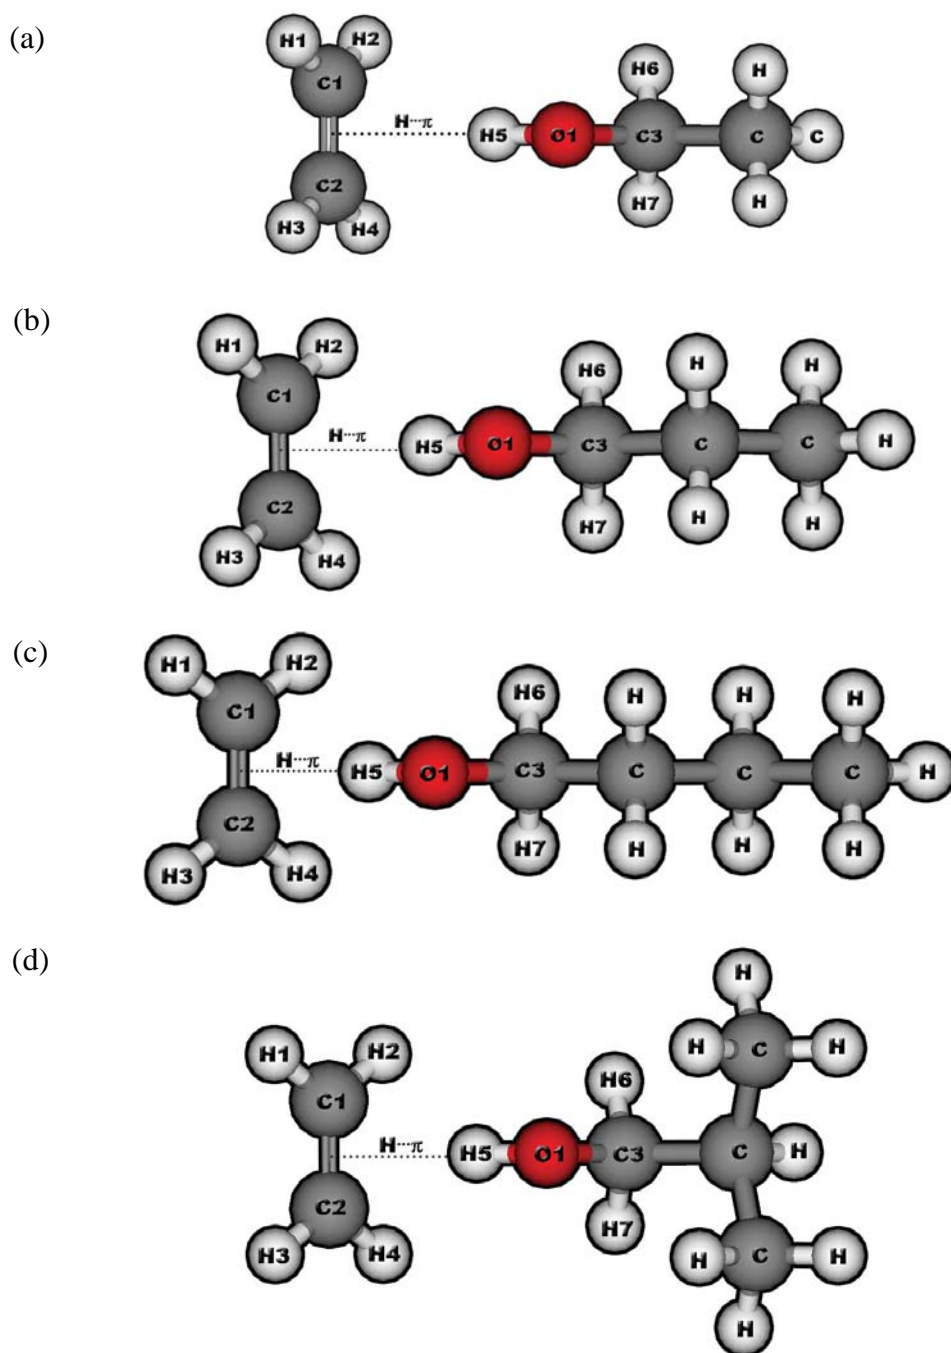 (a)
H1 H2 H6 H
C1
H···π H5 O1 C3 C C
C2
H3 H4 H7 H
(b)
H1 H2 H6 H H
C1
H···π H5 O1 C3 C C H
C2
H3 H4 H7 H H
(c)
H1 H2 H6 H H H
C1
H···π H5 O1 C3 C C C H
C2
H3 H4 H7 H H H
(d)
H
H1 H2 H C H
H6
C1
H···π H5 O1 C3 C H
C2
H7
H3 H4 H C H
H